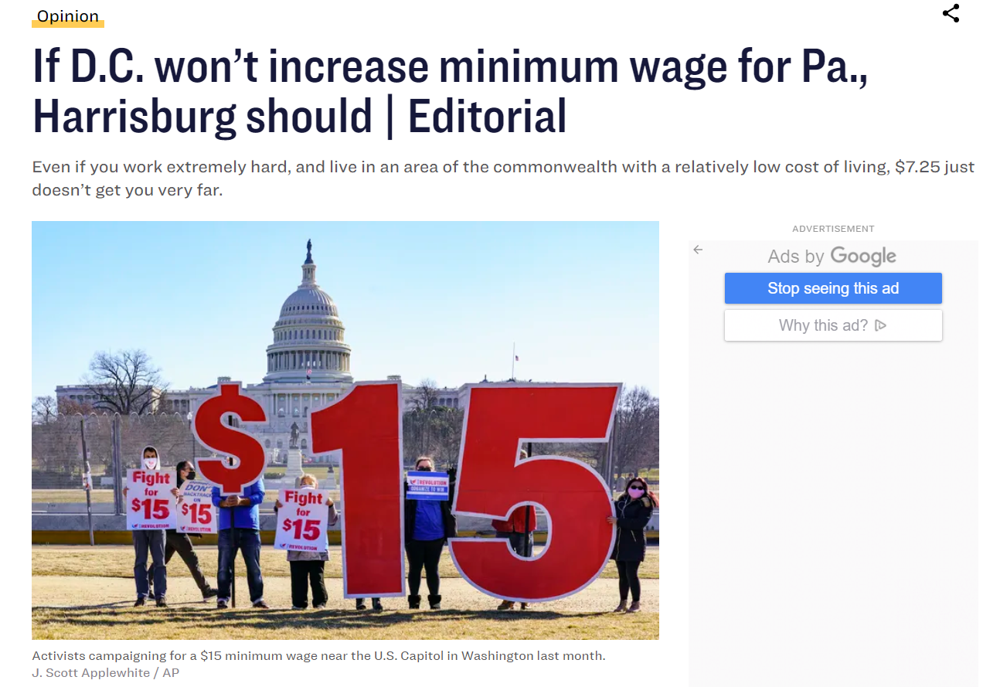 Opinion
If D.C. won’t increase minimum wage for Pa.,
Harrisburg should | Editorial
Even if you work extremely hard, and live in an area of the commonwealth with a relatively low cost of living, $7.25 just
doesn’t get you very far.
ADVERTISEMENT
Ads by Google
Stop seeing this ad
Why this ad?
$15
Fight
for
$15
REVOLUTION
DON'T
BACKTRACK
ON
$15
REVOLUTION
Fight
for
$15
REVOLUTION
REVOLUTION
ORGANIZE TO WIN
Activists campaigning for a $15 minimum wage near the U.S. Capitol in Washington last month.
J. Scott Applewhite / AP